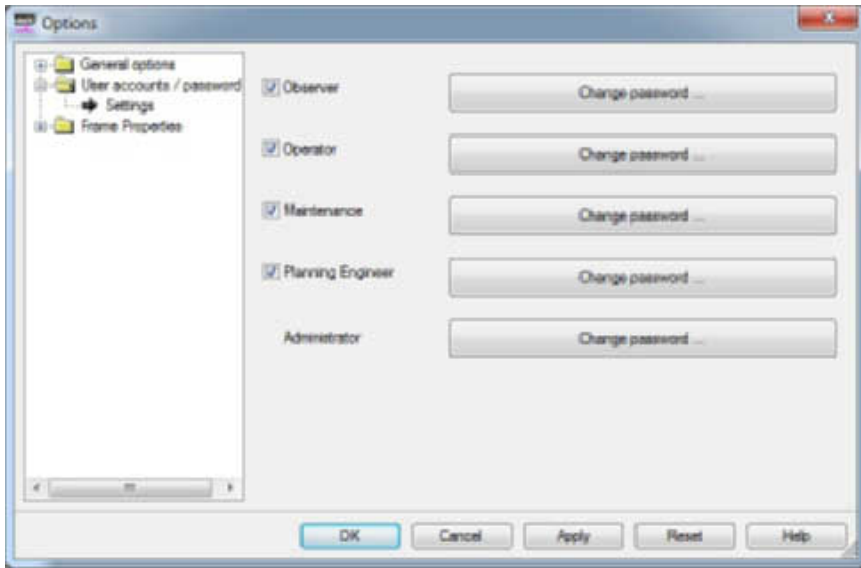 Options
General options
User accounts / password
Settings
Frame Properties
Observer
Change password ...
Operator
Change password ...
Maintenance
Change password ...
Planning Engineer
Change password ...
Administrator
Change password ...
OK
Cancel
Apply
Reset
Help